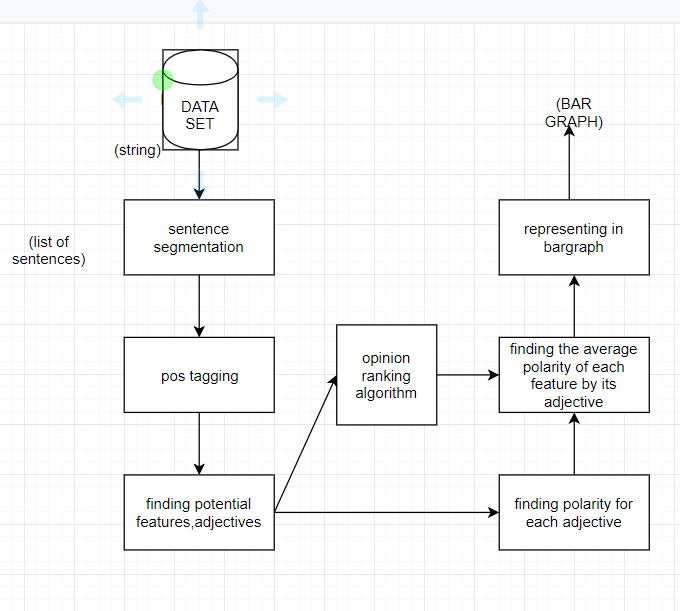 DATA
SET
(string)
sentence
segmentation
(list of
sentences)
pos tagging
finding potential
features,adjectives
opinion
ranking
algorithm
(BAR
GRAPH)
representing in
bargraph
finding the average
polarity of each
feature by its
adjective
finding polarity for
each adjective